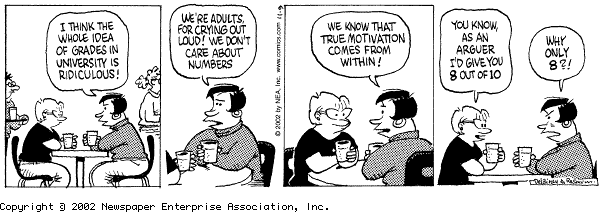 I THINK THE
WHOLE IDEA
OF GRADES IN
UNIVERSITY IS
RIDICULOUS!
WE'RE ADULTS,
FOR CRYING OUT
LOUD! WE DON'T
CARE ABOUT
NUMBERS
11-9
www.comics.com
© 2002 by NEA, Inc.
WE KNOW THAT
TRUE MOTIVATION
COMES FROM
WITHIN!
YOU KNOW,
AS AN
ARGUER
I'D GIVE YOU
8 OUT OF 10
WHY
ONLY
8?!
Copyright © 2002 Newspaper Enterprise Association, Inc.